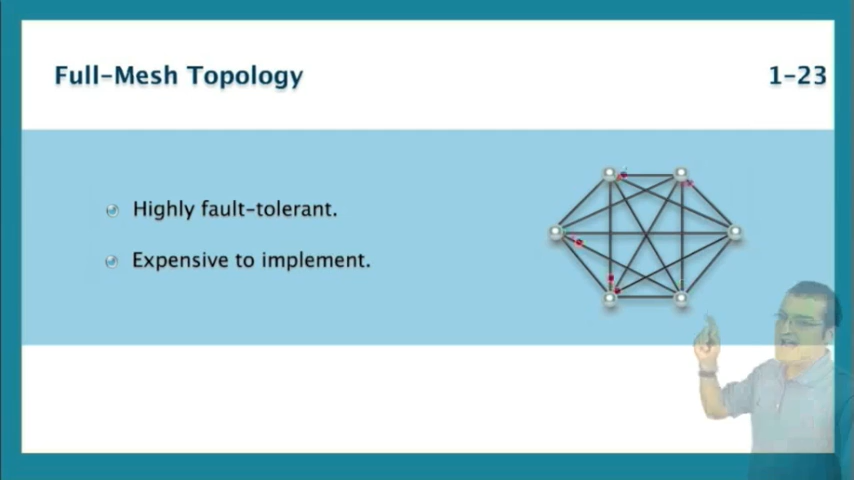 Full-Mesh Topology
1-23
Highly fault-tolerant.
Expensive to implement.